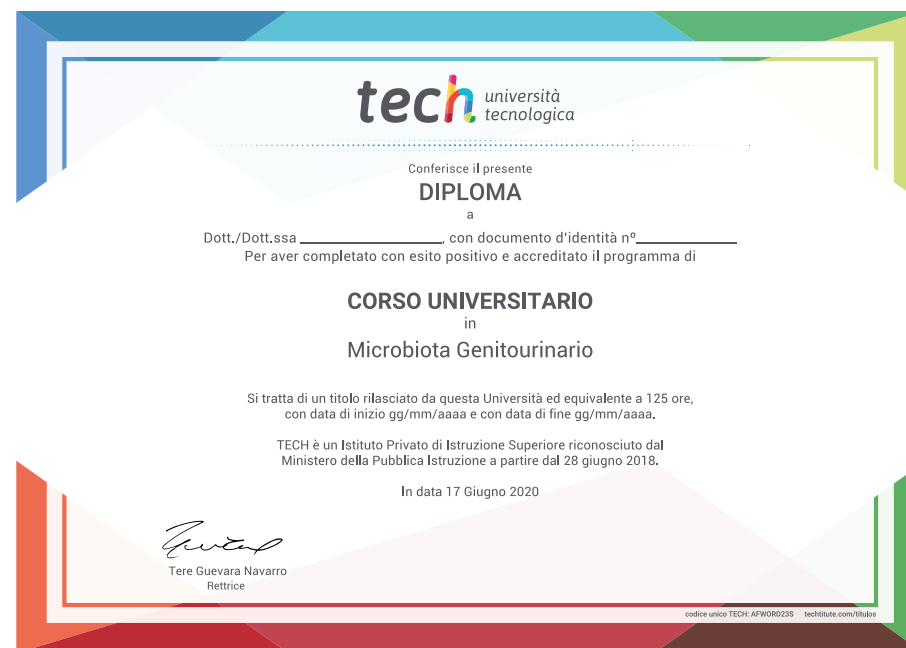 tech università
tecnologica
Conferisce il presente
DIPLOMA
a
Dott./Dott.ssa ____________________, con documento d'identità nº______________
Per aver completato con esito positivo e accreditato il programma di
CORSO UNIVERSITARIO
in
Microbiota Genitourinario
Si tratta di un titolo rilasciato da questa Università ed equivalente a 125 ore,
con data di inizio gg/mm/aaaa e con data di fine gg/mm/aaaa.
TECH è un Istituto Privato di Istruzione Superiore riconosciuto dal
Ministero della Pubblica Istruzione a partire dal 28 giugno 2018.
In data 17 Giugno 2020
Tere Guevara Navarro
Rettrice
codice unico TECH: AFWORD23S techtitute.com/titulos